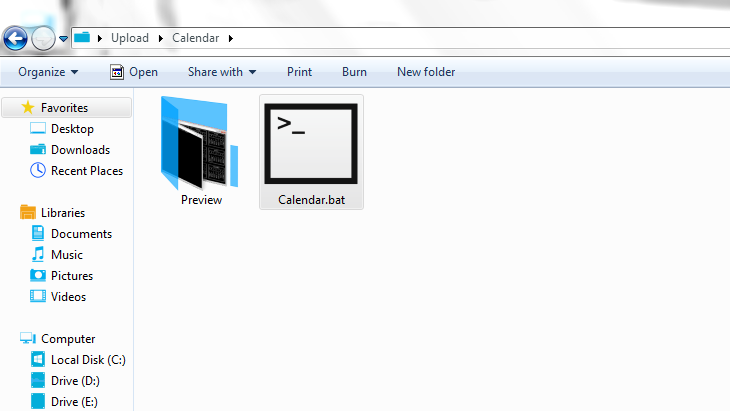 Upload Calendar
Organize Open Share with Print Burn New folder
Favorites
Desktop
Downloads
Recent Places
Libraries
Documents
Music
Pictures
Videos
Computer
Local Disk (C:)
Drive (D:)
Drive (E:)
>_
Preview
Calendar.bat